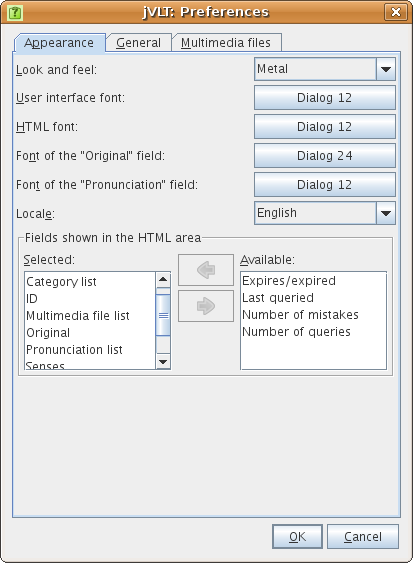 jVLT: Preferences
Appearance General Multimedia files
Look and feel: Metal
User interface font: Dialog 12
HTML font: Dialog 12
Font of the "Original" field: Dialog 24
Font of the "Pronunciation" field: Dialog 12
Locale: English
Fields shown in the HTML area
Selected: Available:
Category list Expires/expired
ID Last queried
Multimedia file list Number of mistakes
Original Number of queries
Pronunciation list
Senses
OK Cancel